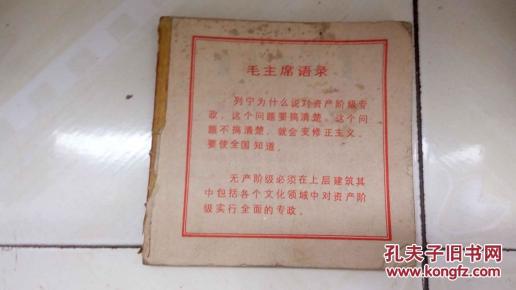 毛主席语录
列宁为什么说对资产阶级专
政，这个问题要搞清楚。这个问
题不搞清楚，就会变修正主义。
要使全国知道。
无产阶级必须在上层建筑其
中包括各个文化领域中对资产阶
级实行全面的专政。
孔夫子旧书网
www.kongfz.com